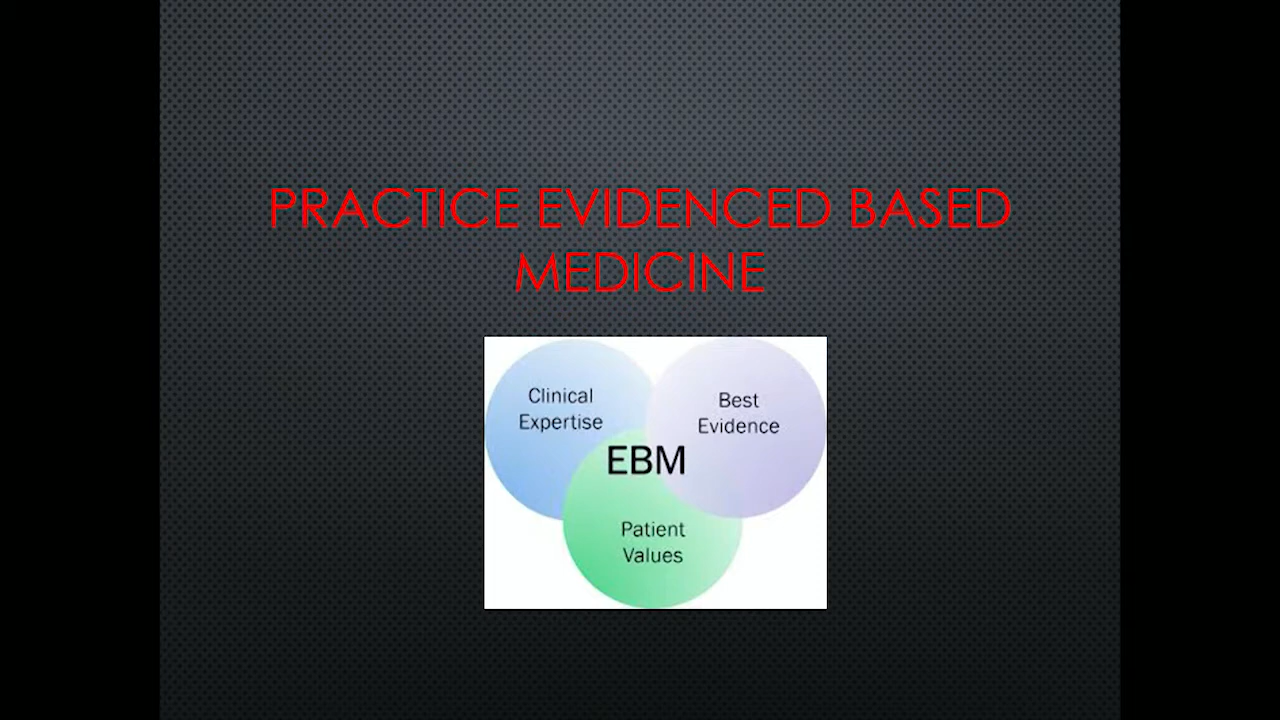 PRACTICE EVIDENCED BASED
MEDICINE
Clinical
Expertise
Best
Evidence
EBM
Patient
Values